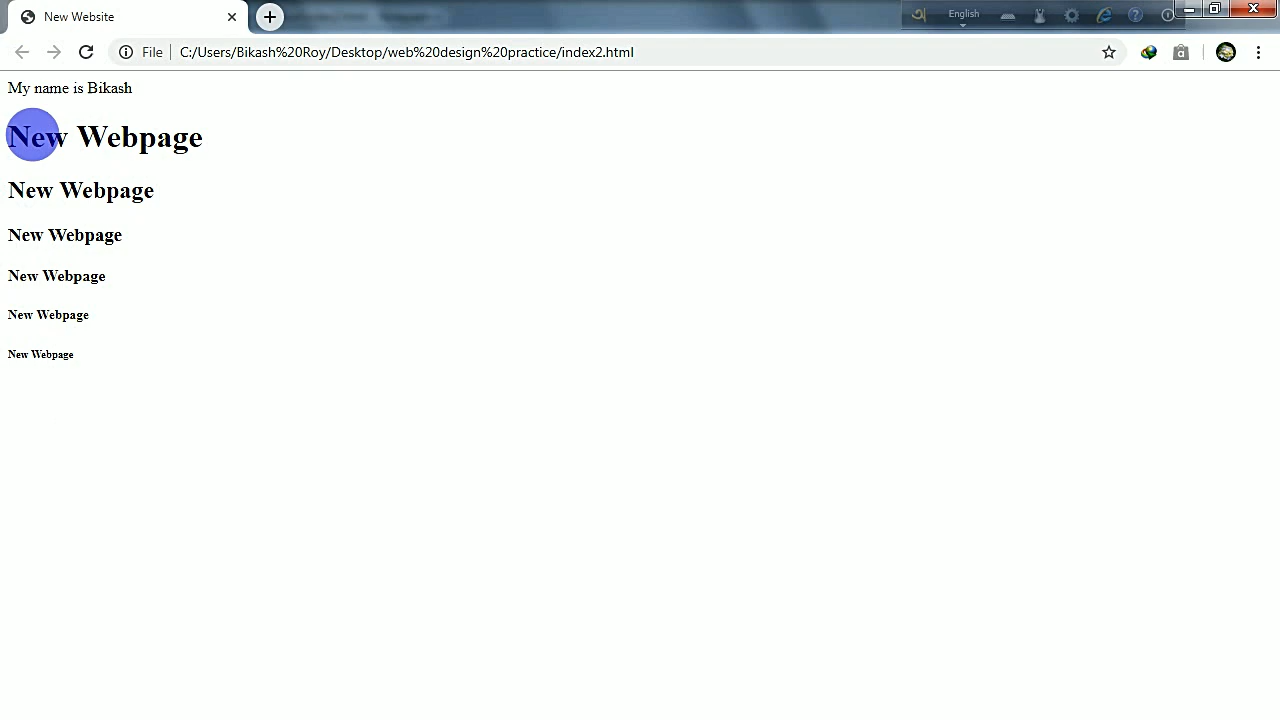 New Website
English
File
C:/Users/Bikash%20Roy/Desktop/web%20design%20practice/index2.html
My name is Bikash
New Webpage
New Webpage
New Webpage
New Webpage
New Webpage
New Webpage